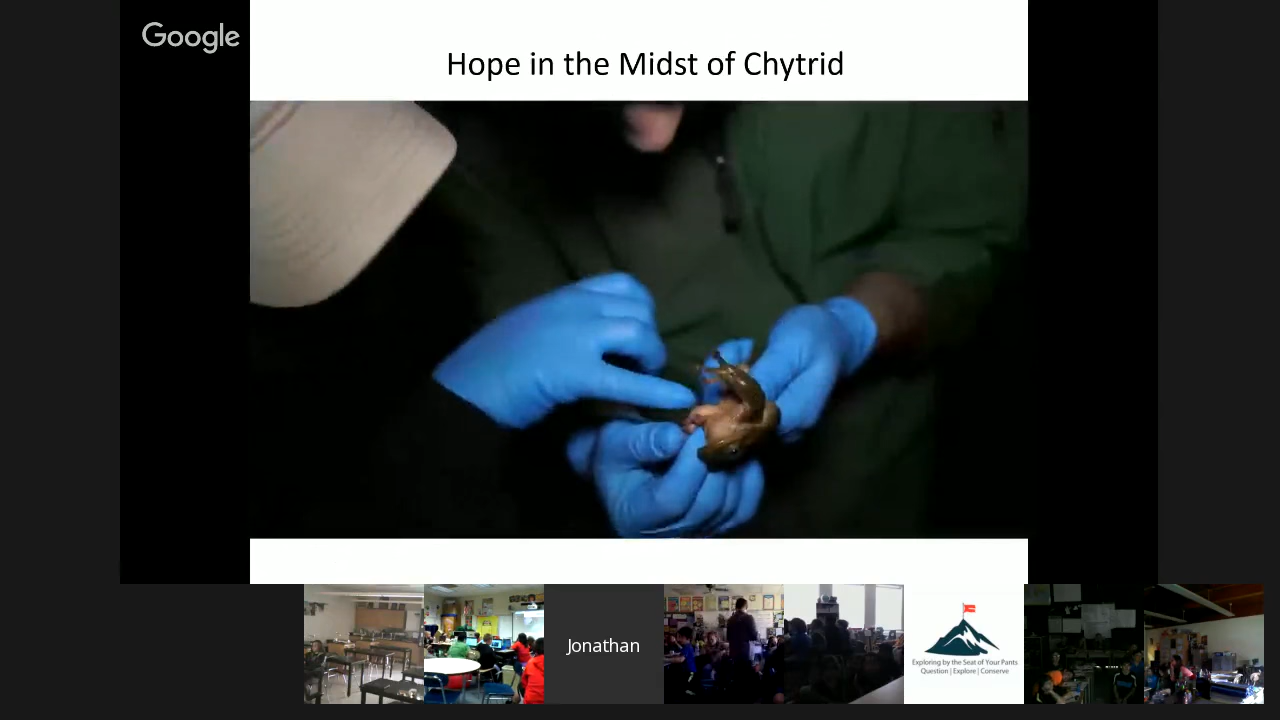 Google
Hope in the Midst of Chytrid
Jonathan
Exploring by the Seat of Your Pants
Question | Explore | Conserve